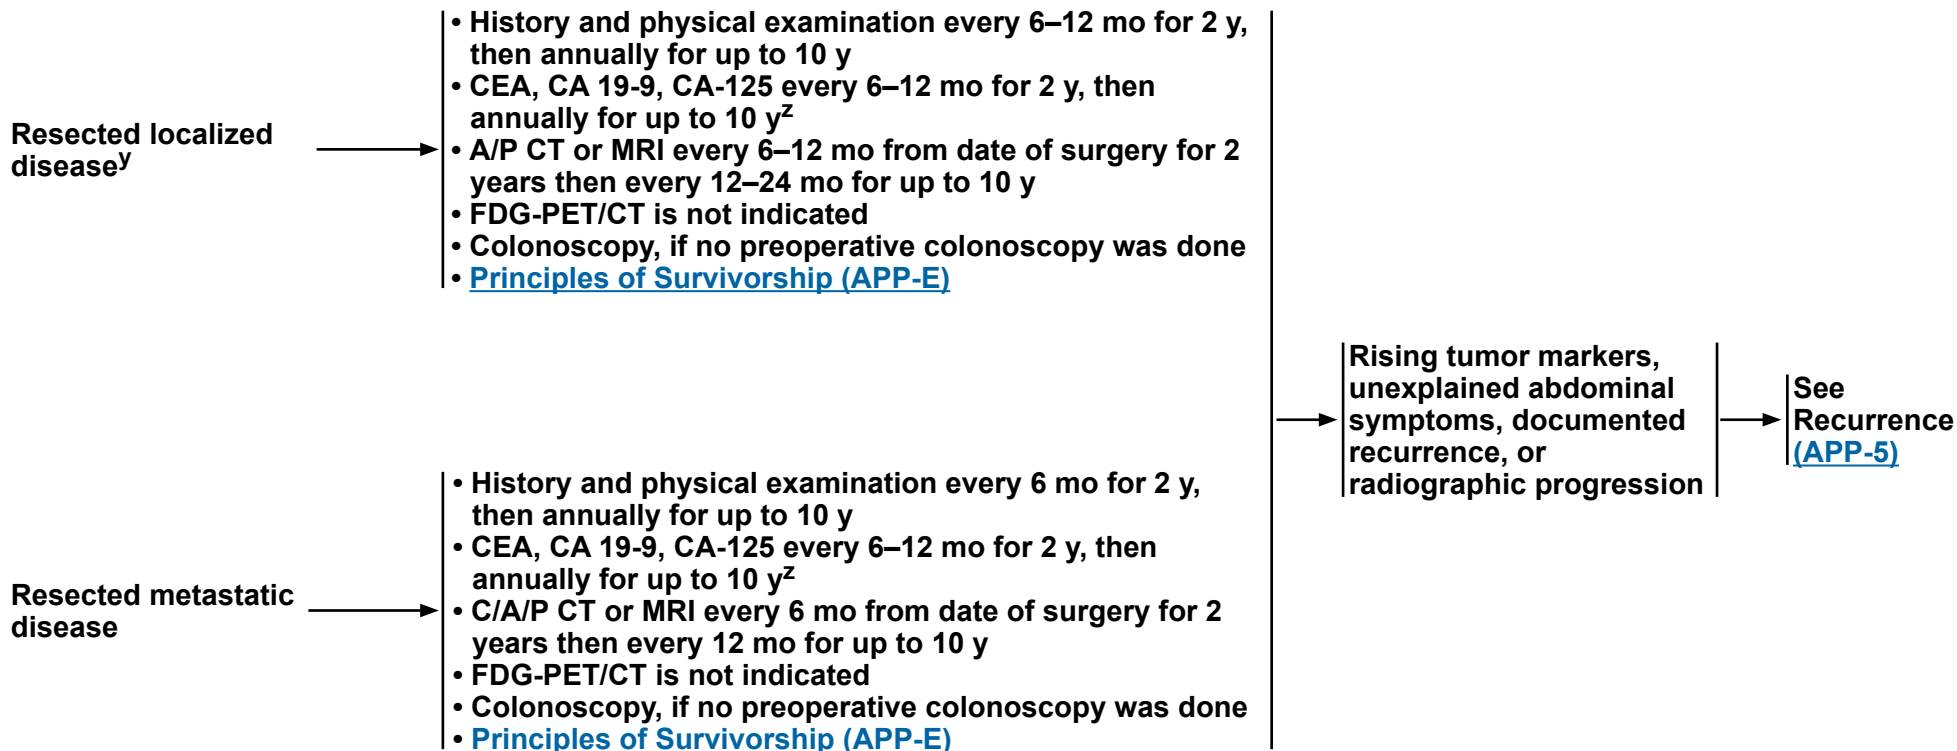 Resected localized
disease^y
• History and physical examination every 6–12 mo for 2 y,
then annually for up to 10 y
• CEA, CA 19-9, CA-125 every 6–12 mo for 2 y, then
annually for up to 10 y^z
• A/P CT or MRI every 6–12 mo from date of surgery for 2
years then every 12–24 mo for up to 10 y
• FDG-PET/CT is not indicated
• Colonoscopy, if no preoperative colonoscopy was done
• Principles of Survivorship (APP-E)
Resected metastatic
disease
• History and physical examination every 6 mo for 2 y,
then annually for up to 10 y
• CEA, CA 19-9, CA-125 every 6–12 mo for 2 y, then
annually for up to 10 y^z
• C/A/P CT or MRI every 6 mo from date of surgery for 2
years then every 12 mo for up to 10 y
• FDG-PET/CT is not indicated
• Colonoscopy, if no preoperative colonoscopy was done
• Principles of Survivorship (APP-E)
Rising tumor markers,
unexplained abdominal
symptoms, documented
recurrence, or
radiographic progression
See
Recurrence
(APP-5)